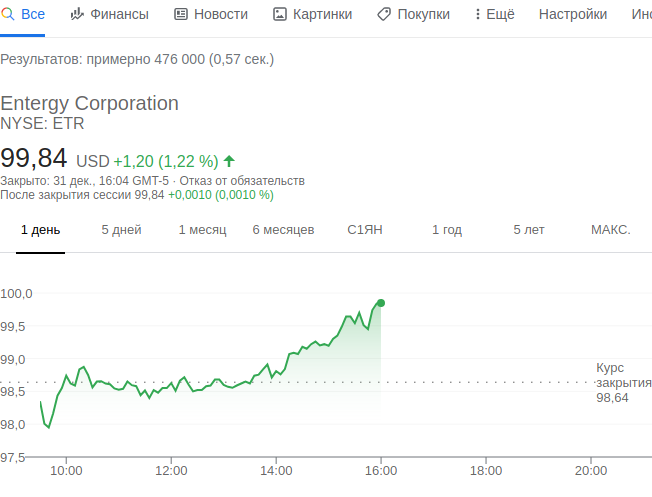 Все Финансы Новости Картинки Покупки Ещё Настройки Инс
Результатов: примерно 476 000 (0,57 сек.)
Entergy Corporation
NYSE: ETR
99,84 USD +1,20 (1,22 %)
Закрыто: 31 дек., 16:04 GMT-5 · Отказ от обязательств
После закрытия сессии 99,84 +0,0010 (0,0010 %)
1 день 5 дней 1 месяц 6 месяцев С1ЯН 1 год 5 лет МАКС.
100,0
99,5
99,0
Курс
закрытия
98,64
98,5
98,0
97,5
10:00 12:00 14:00 16:00 18:00 20:00